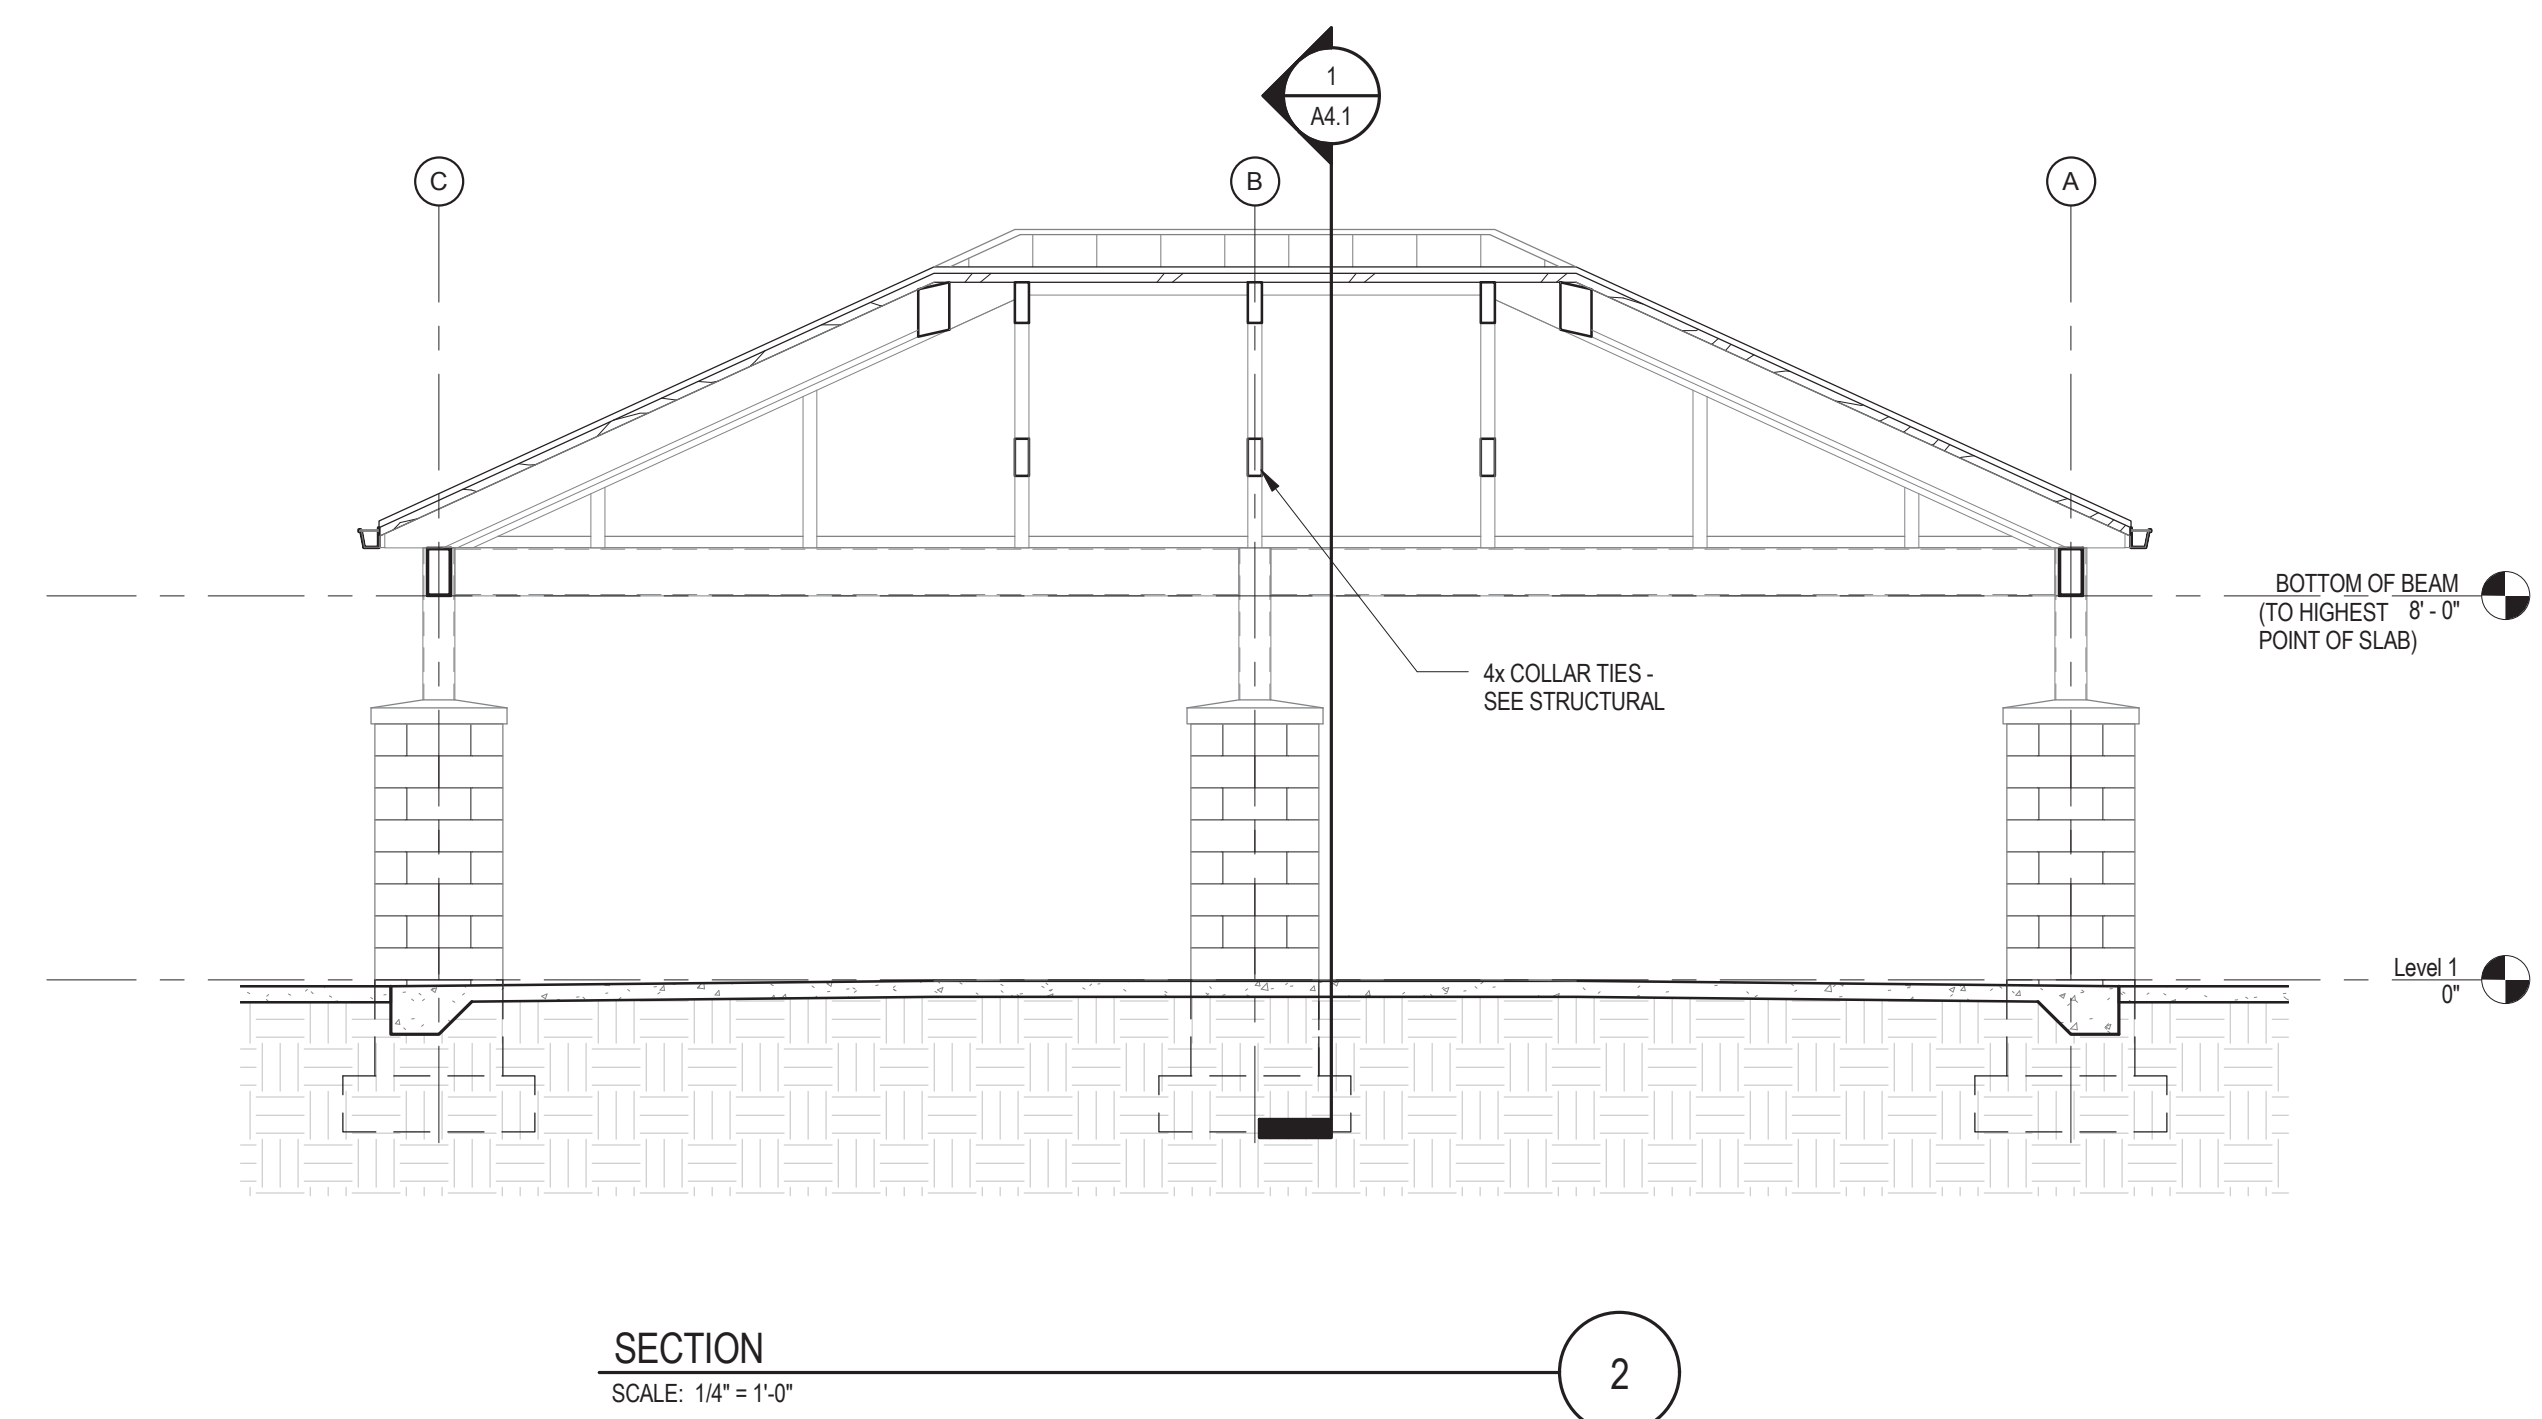 1
A4.1
C
B
A
BOTTOM OF BEAM
(TO HIGHEST 8' - 0"
POINT OF SLAB)
4x COLLAR TIES -
SEE STRUCTURAL
Level 1
0"
SECTION
2
SCALE: 1/4" = 1'-0"